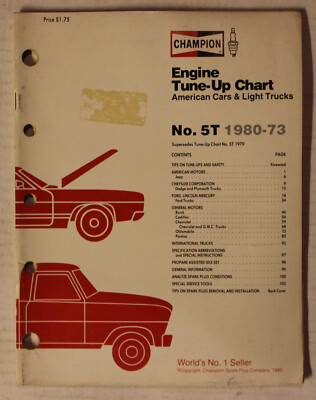 Price $1.75
CHAMPION
Engine
Tune-Up Chart
American Cars & Light Trucks
No. 5T 1980-73
Supersedes Tune-Up Chart No. 5T 1979
CONTENTS PAGE
TIPS ON TUNE-UPS AND SAFETY Foreword
AMERICAN MOTORS 1
Jeep 6
CHRYSLER CORPORATION 9
Dodge and Plymouth Trucks
FORD, LINCOLN MERCURY
Ford Trucks 34
GENERAL MOTORS
Buick
Cadillac
Chevrolet
Chevrolet and G.M.C. Trucks
Oldsmobile
Pontiac
INTERNATIONAL TRUCKS
SPECIFICATION ABBREVIATIONS
and SPECIAL INSTRUCTIONS 97
PROPANE ASSISTED IDLE SET 98
GENERAL INFORMATION
ANALYZE SPARK PLUG CONDITIONS 100
SPECIAL SERVICE TOOLS
TIPS ON SPARK PLUG REMOVAL AND INSTALLATION Back Cover
World's No. 1 Seller
©Copyright, Champion Spark Plug Company, 1980